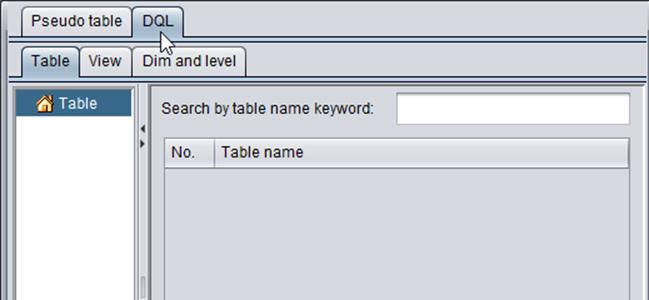 Pseudo table DQL
Table View Dim and level
Table
Search by table name keyword:
No. Table name